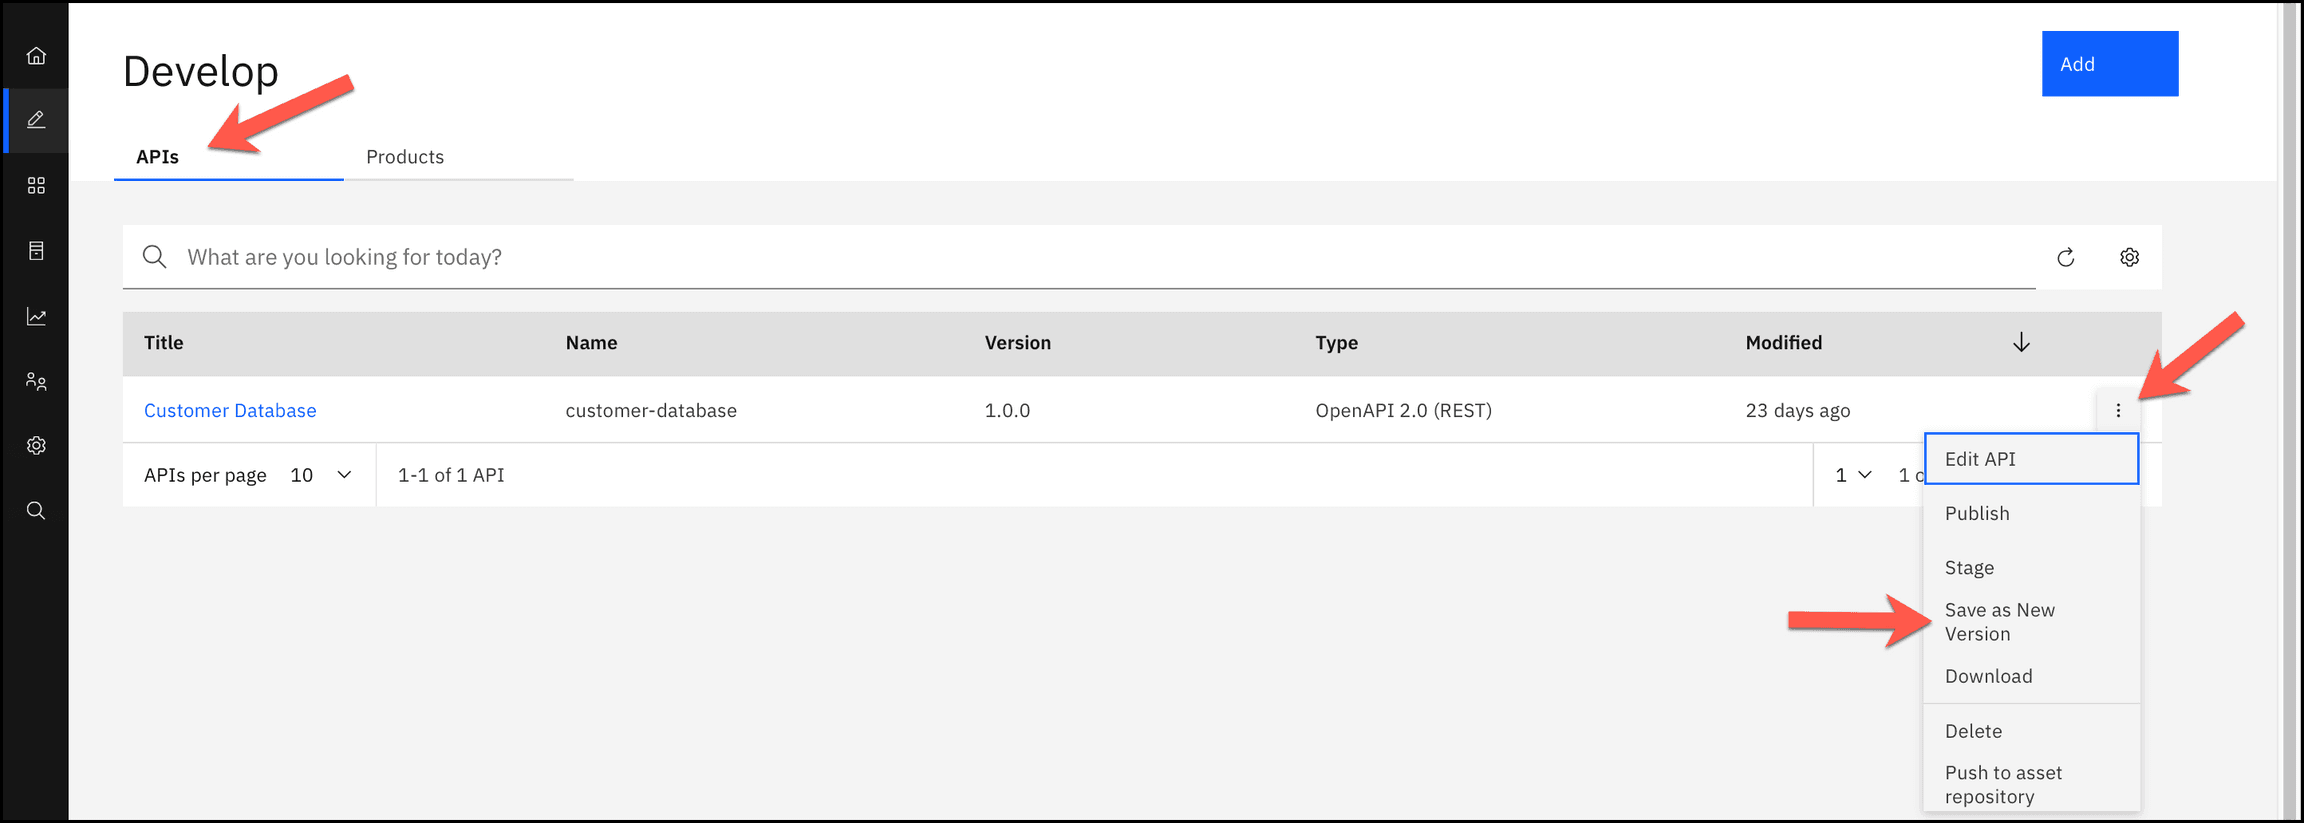 Develop
Add
APIs
Products
What are you looking for today?
Title Name Version Type Modified
Customer Database customer-database 1.0.0 OpenAPI 2.0 (REST) 23 days ago
APIs per page 10 1-1 of 1 API 1 1
Edit API
Publish
Stage
Save as New
Version
Download
Delete
Push to asset
repository